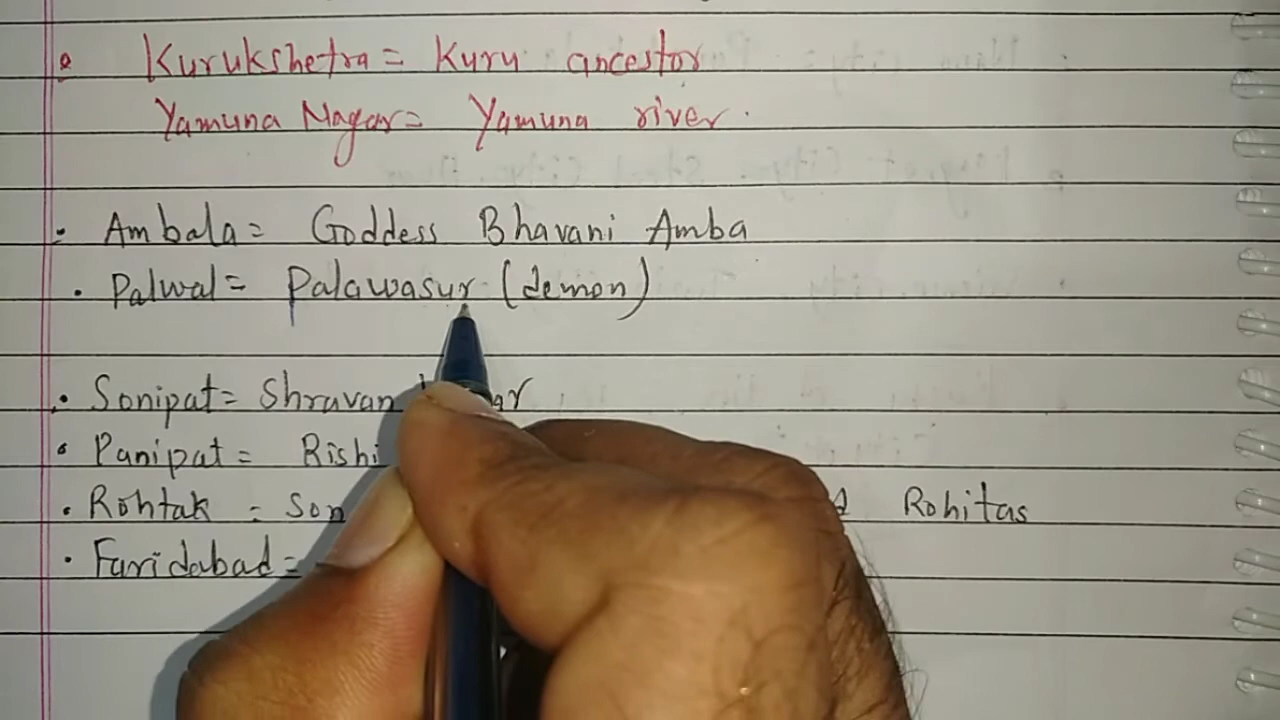 Kurukshetra = Kuru ancestor
Yamuna Nagar = Yamuna river.
Ambala = Goddess Bhavani Amba
Palwal = Palawasur (demon)
Sonipat = Shravan
Panipat = Rishi
Rohtak = Son Rohitas
Faridabad =